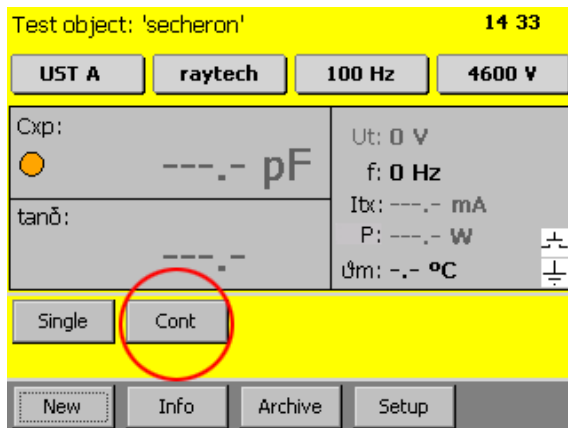 Test object: 'secheron' 14 33
UST A raytech 100 Hz 4600 V
Cxp:
---.- pF
tanδ:
---.-
Ut: 0 V
f: 0 Hz
Itx: ---.- mA
P: ---.- W
ϑm: -.- ºC
Single Cont
New Info Archive Setup